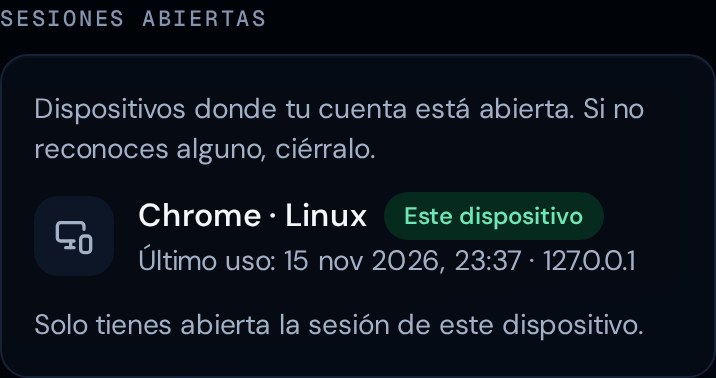 SESIONES ABIERTAS
Dispositivos donde tu cuenta está abierta. Si no
reconoces alguno, ciérralo.
Chrome · Linux Este dispositivo
Último uso: 15 nov 2026, 23:37 · 127.0.0.1
Solo tienes abierta la sesión de este dispositivo.